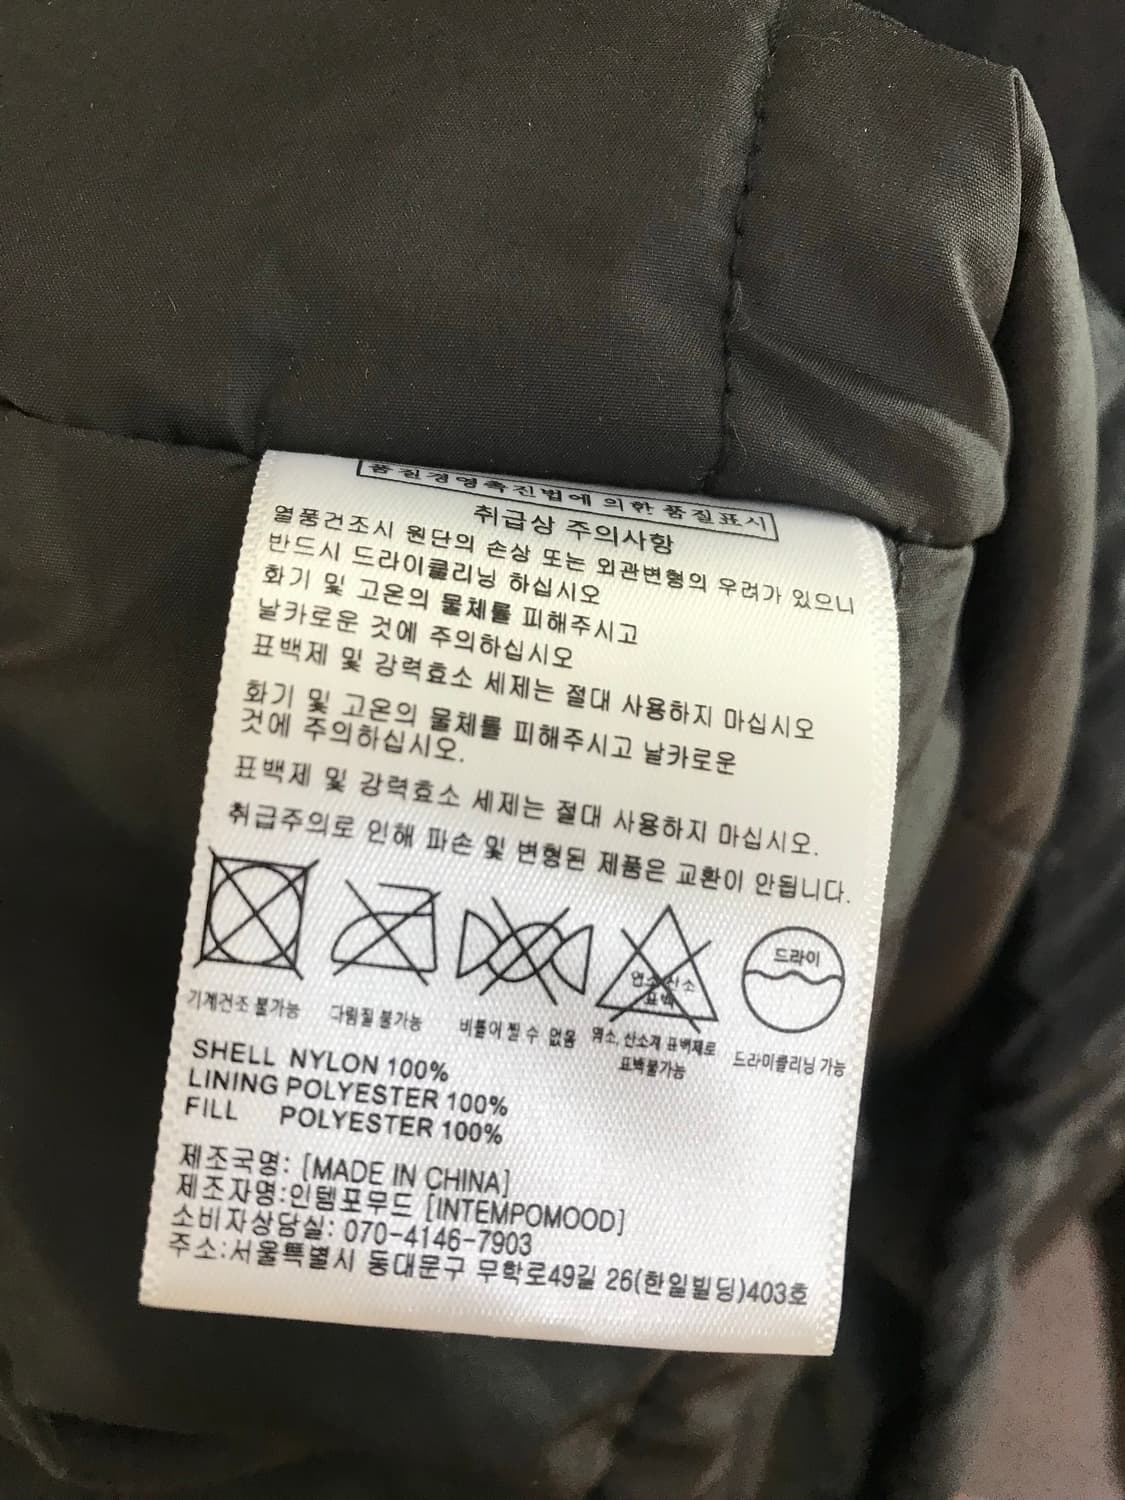 품질경영촉진법에 의한 품질표시
취급상 주의사항
열풍건조시 원단의 손상 또는 외관변형의 우려가 있으니
반드시 드라이클리닝 하십시오
화기 및 고온의 물체를 피해주시고
날카로운 것에 주의하십시오
표백제 및 강력효소 세제는 절대 사용하지 마십시오
화기 및 고온의 물체를 피해주시고 날카로운
것에 주의하십시오.
표백제 및 강력효소 세제는 절대 사용하지 마십시오.
취급주의로 인해 파손 및 변형된 제품은 교환이 안됩니다.
염소 산소
표백
드라이
기계건조 불가능
다림질 불가능
비틀어 짤 수 없음
염소, 산소계 표백제로
표백불가능
드라이클리닝 가능
SHELL NYLON 100%
LINING POLYESTER 100%
FILL POLYESTER 100%
제조국명: [MADE IN CHINA]
제조자명:인템포무드 [INTEMPOMOOD]
소비자상담실: 070-4146-7903
주소:서울특별시 동대문구 무학로49길 26(한일빌딩)403호